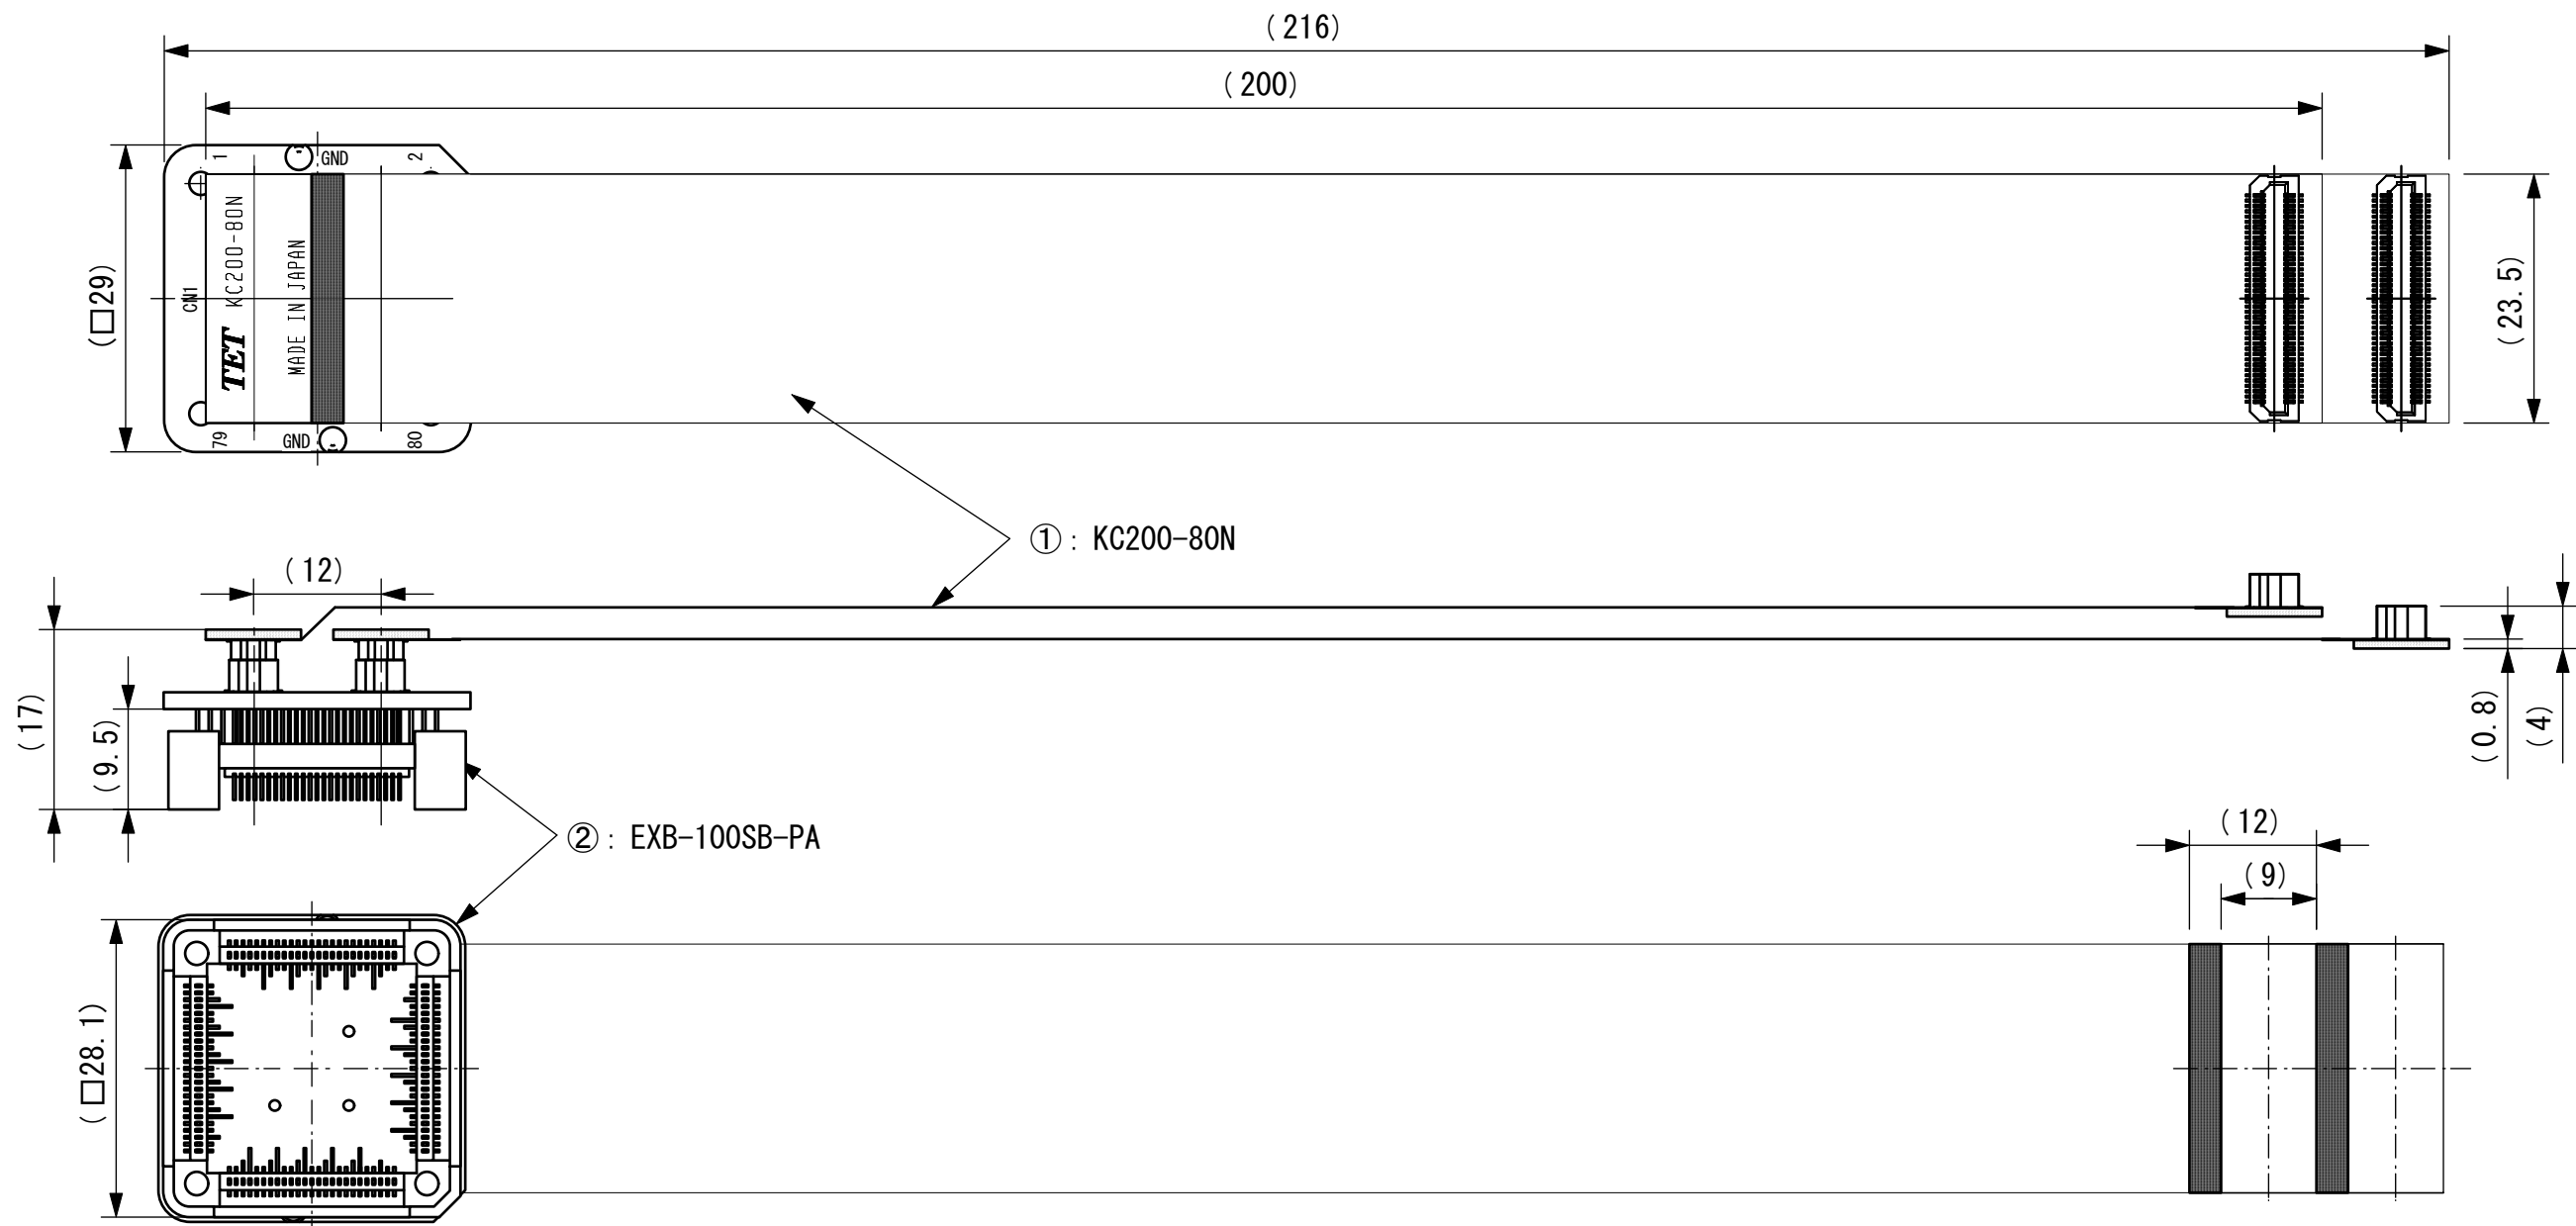 (216)
(200)
1
GND
2
(□29)
CN1
TET KC200-80N
MADE IN JAPAN
79
GND
80
(23.5)
①: KC200-80N
(12)
(17)
(9.5)
(0.8)
(4)
②: EXB-100SB-PA
(12)
(9)
(□28.1)